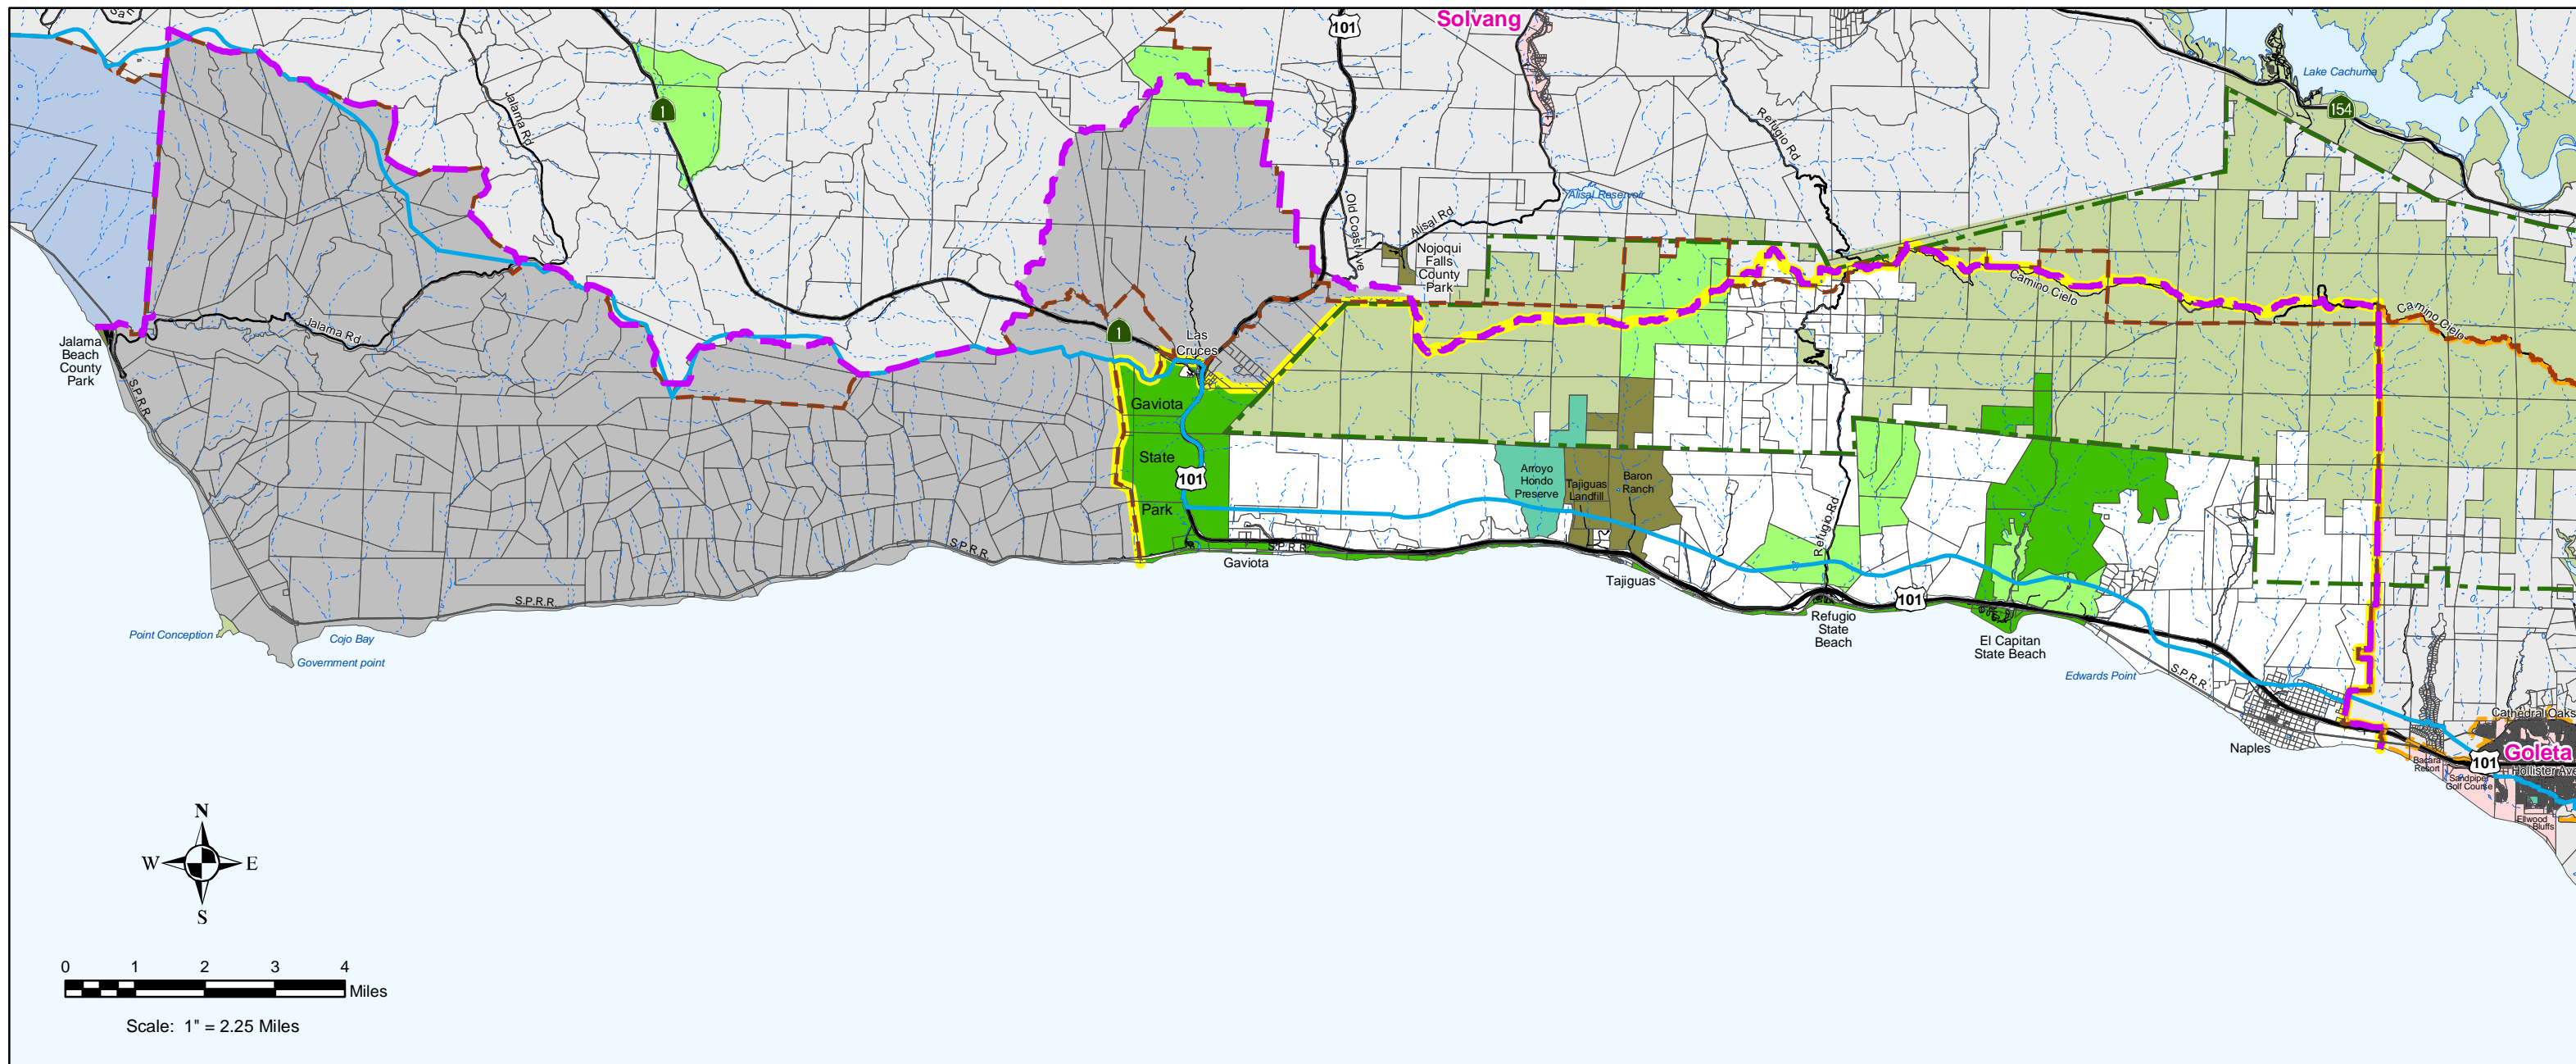 Sa
Solvang
101
Lake Cachuma
154
1
Jalama Rd
Refugio Rd
Alisal Reservoir
Old Coast Ave
Alisal Rd
Nojoqui
Falls
County
Park
Camino Cielo
Camino Cielo
Jalama Rd
1
Las
Cruces
Jalama
Beach
County
Park
S.P.R.R.
Gaviota
State
Park
101
Arroyo
Hondo
Preserve
Tajiguas
Landfill
Baron
Ranch
Refugio Rd
S.P.R.R.
S.P.R.R.
Gaviota
Tajiguas
101
S.P.R.R.
Refugio
State
Beach
El Capitan
State Beach
Point Conception
Cojo Bay
Government point
Edwards Point
S.P.R.R.
Naples
Cathedral Oaks
Goleta
101
Hollister Ave
Bacara
Resort
Sandpiper
Golf Course
Ellwood
Bluffs
N
W
E
S
0 1 2 3 4
Miles
Scale: 1" = 2.25 Miles